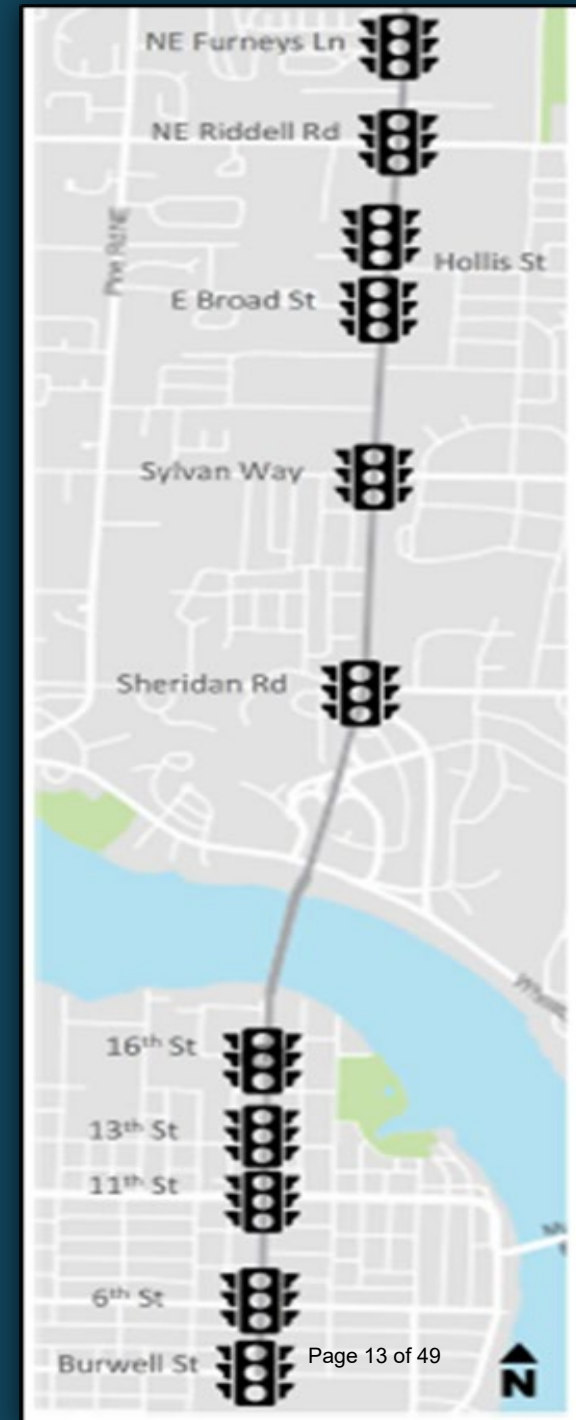 NE Furneys Ln
NE Riddell Rd
Hollis St
E Broad St
Sylvan Way
Sheridan Rd
16th St
13th St
11th St
6th St
Burwell St
Page 13 of 49
N